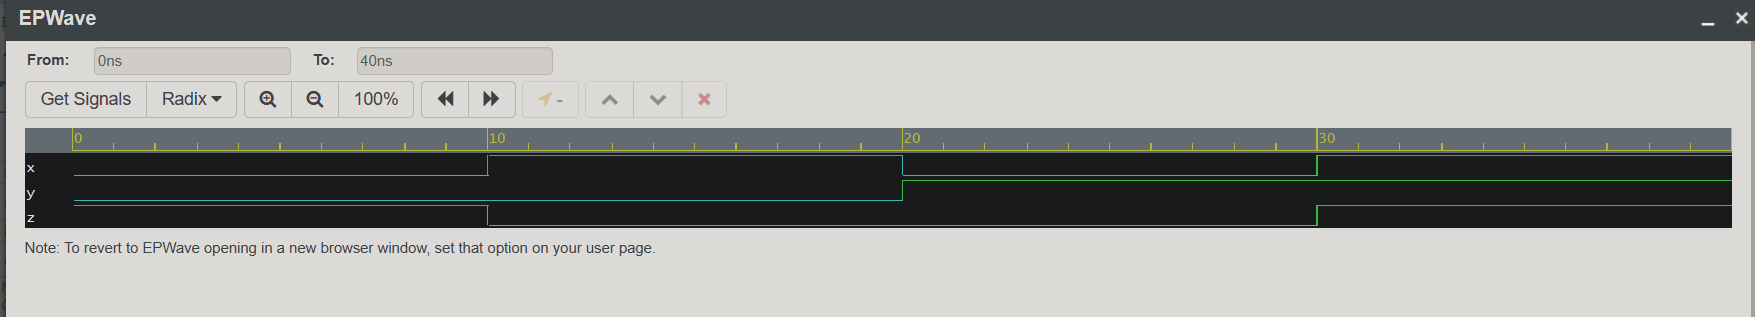 EPWave
From: 0ns To: 40ns
Get Signals Radix 100% -
0 10 20 30
x
y
z
Note: To revert to EPWave opening in a new browser window, set that option on your user page.